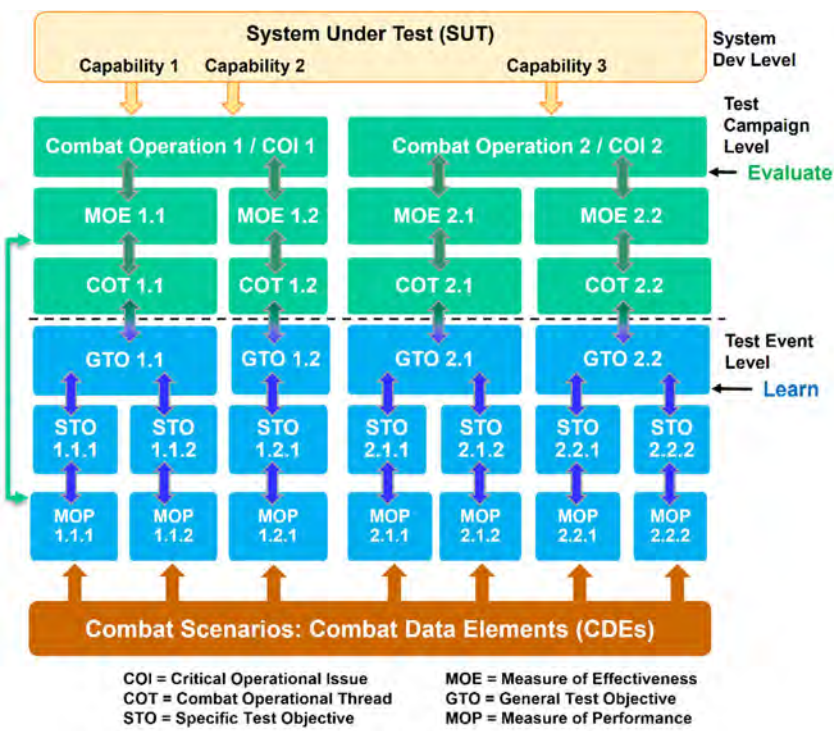 System Under Test (SUT)
Capability 1
Capability 2
Capability 3
System
Dev Level
Combat Operation 1 / COI 1
Combat Operation 2 / COI 2
Test
Campaign
Level
Evaluate
MOE 1.1
MOE 1.2
MOE 2.1
MOE 2.2
COT 1.1
COT 1.2
COT 2.1
COT 2.2
GTO 1.1
GTO 1.2
GTO 2.1
GTO 2.2
Test Event
Level
Learn
STO
1.1.1
STO
1.1.2
STO
1.2.1
STO
2.1.1
STO
2.1.2
STO
2.2.1
STO
2.2.2
MOP
1.1.1
MOP
1.1.2
MOP
1.2.1
MOP
2.1.1
MOP
2.1.2
MOP
2.2.1
MOP
2.2.2
Combat Scenarios: Combat Data Elements (CDEs)
COI = Critical Operational Issue
COT = Combat Operational Thread
STO = Specific Test Objective
MOE = Measure of Effectiveness
GTO = General Test Objective
MOP = Measure of Performance